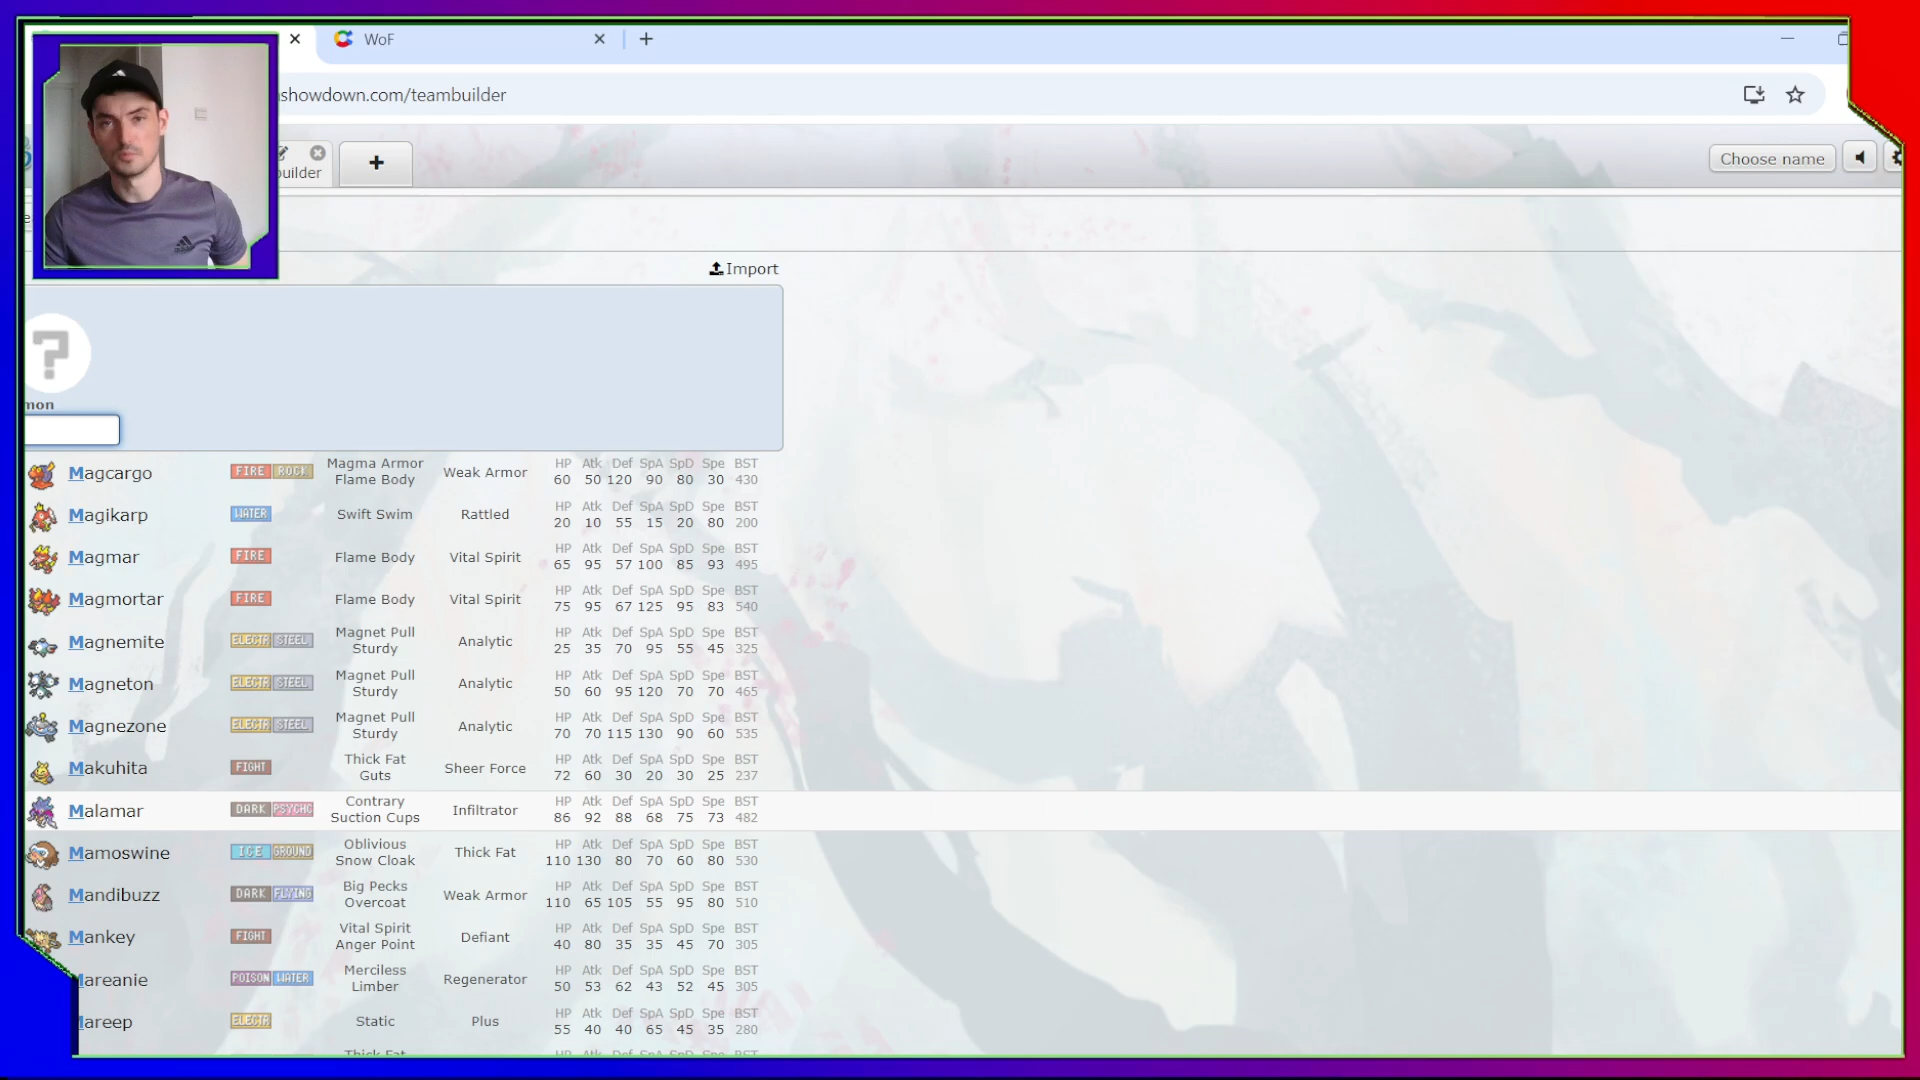 WoF
showdown.com/teambuilder
builder
+
Choose name
Import
?
mon
Magcargo FIRE ROCK Magma Armor Flame Body Weak Armor HP 60 Atk 50 Def 120 SpA 90 SpD 80 Spe 30 BST 430
Magikarp WATER Swift Swim Rattled HP 20 Atk 10 Def 55 SpA 15 SpD 20 Spe 80 BST 200
Magmar FIRE Flame Body Vital Spirit HP 65 Atk 95 Def 57 SpA 100 SpD 85 Spe 93 BST 495
Magmortar FIRE Flame Body Vital Spirit HP 75 Atk 95 Def 67 SpA 125 SpD 95 Spe 83 BST 540
Magnemite ELECTR STEEL Magnet Pull Sturdy Analytic HP 25 Atk 35 Def 70 SpA 95 SpD 55 Spe 45 BST 325
Magneton ELECTR STEEL Magnet Pull Sturdy Analytic HP 50 Atk 60 Def 95 SpA 120 SpD 70 Spe 70 BST 465
Magnezone ELECTR STEEL Magnet Pull Sturdy Analytic HP 70 Atk 70 Def 115 SpA 130 SpD 90 Spe 60 BST 535
Makuhita FIGHT Thick Fat Guts Sheer Force HP 72 Atk 60 Def 30 SpA 20 SpD 30 Spe 25 BST 237
Malamar DARK PSYCHC Contrary Suction Cups Infiltrator HP 86 Atk 92 Def 88 SpA 68 SpD 75 Spe 73 BST 482
Mamoswine ICE GROUND Oblivious Snow Cloak Thick Fat HP 110 Atk 130 Def 80 SpA 70 SpD 60 Spe 80 BST 530
Mandibuzz DARK FLYING Big Pecks Overcoat Weak Armor HP 110 Atk 65 Def 105 SpA 55 SpD 95 Spe 80 BST 510
Mankey FIGHT Vital Spirit Anger Point Defiant HP 40 Atk 80 Def 35 SpA 35 SpD 45 Spe 70 BST 305
Mareanie POISON WATER Merciless Limber Regenerator HP 50 Atk 53 Def 62 SpA 43 SpD 52 Spe 45 BST 305
Mareep ELECTR Static Plus HP 55 Atk 40 Def 40 SpA 65 SpD 45 Spe 35 BST 280
Thick Fat HP Atk Def SpA SpD Spe BST